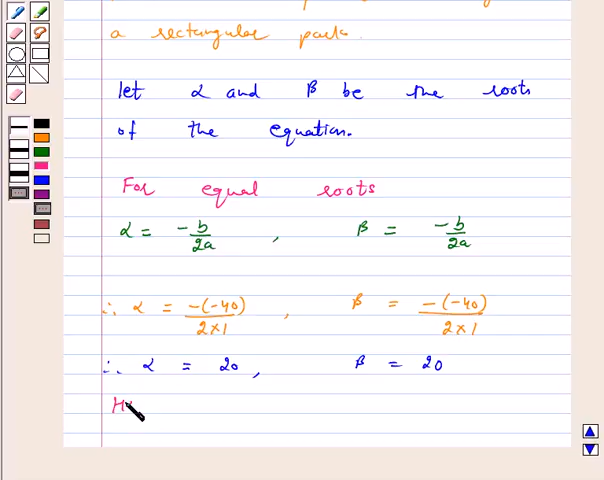 a rectangular park.
let α and β be the roots
of the equation.
For equal roots
α = -b/2a , β = -b/2a
∴ α = -(-40)/2×1 , β = -(-40)/2×1
∴ α = 20, β = 20